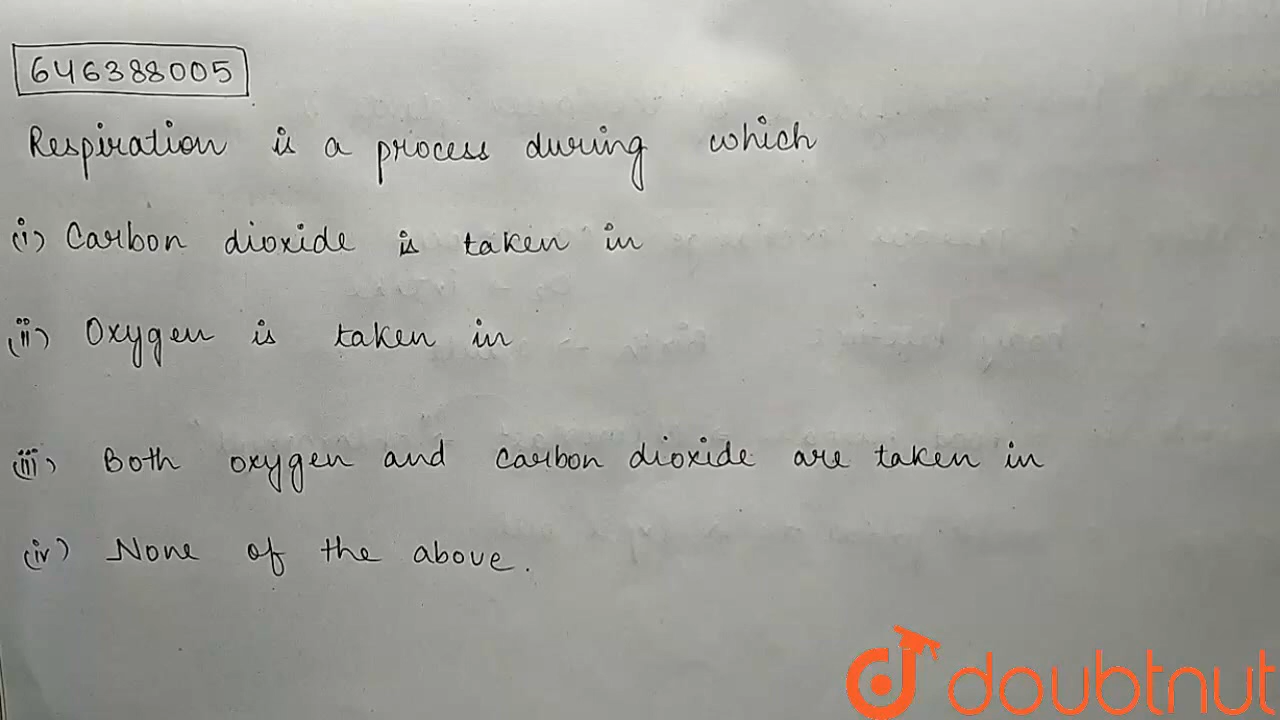 646388005
Respiration is a process during which
(i) Carbon dioxide is taken in
(ii) Oxygen is taken in
(iii) Both oxygen and carbon dioxide are taken in
(iv) None of the above.
doubtnut